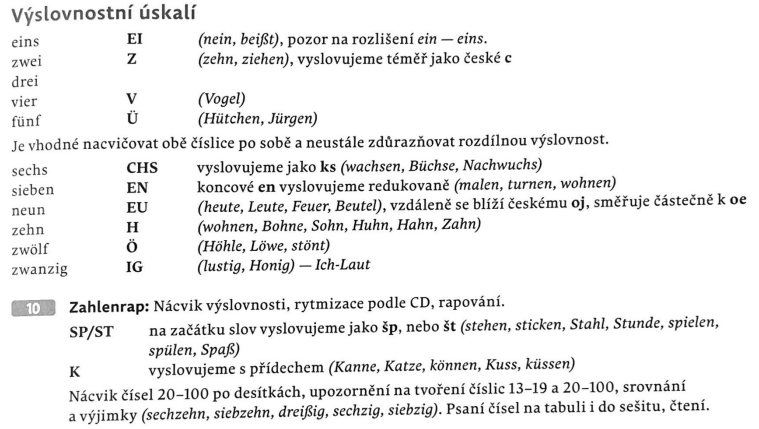 Výslovnostní úskalí
eins EI (nein, beißt), pozor na rozlišení ein — eins.
zwei Z (zehn, ziehen), vyslovujeme téměř jako české c
drei
vier V (Vogel)
fünf Ü (Hütchen, Jürgen)
Je vhodné nacvičovat obě číslice po sobě a neustále zdůrazňovat rozdílnou výslovnost.
sechs CHS vyslovujeme jako ks (wachsen, Büchse, Nachwuchs)
sieben EN koncové en vyslovujeme redukovaně (malen, turnen, wohnen)
neun EU (heute, Leute, Feuer, Beutel), vzdáleně se blíží českému oj, směřuje částečně k oe
zehn H (wohnen, Bohne, Sohn, Huhn, Hahn, Zahn)
zwölf Ö (Höhle, Löwe, stönt)
zwanzig IG (lustig, Honig) — Ich-Laut
10 Zahlenrap: Nácvik výslovnosti, rytmizace podle CD, rapování.
SP/ST na začátku slov vyslovujeme jako šp, nebo št (stehen, sticken, Stahl, Stunde, spielen,
spülen, Spaß)
K vyslovujeme s přídechem (Kanne, Katze, können, Kuss, küssen)
Nácvik čísel 20–100 po desítkách, upozornění na tvoření číslic 13–19 a 20–100, srovnání
a výjimky (sechzehn, siebzehn, dreißig, sechzig, siebzig). Psaní čísel na tabuli i do sešitu, čtení.